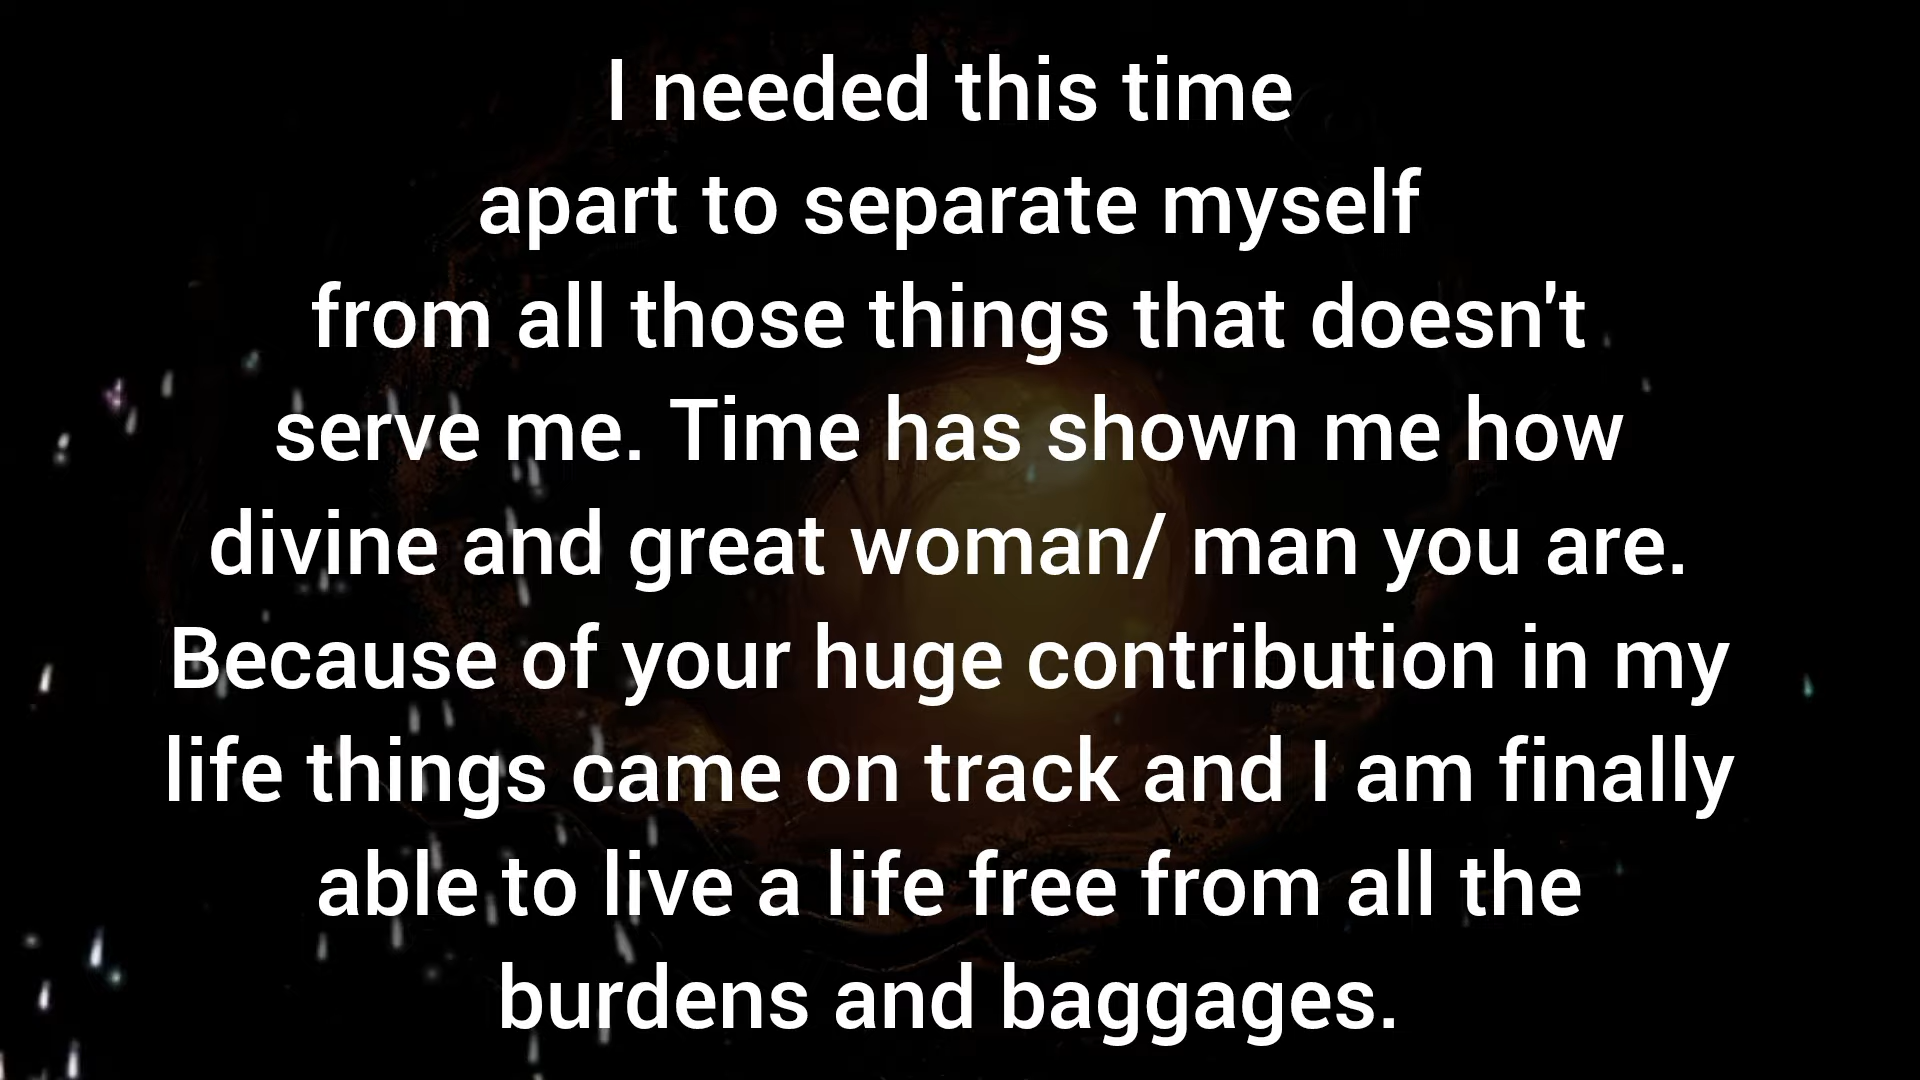 I needed this time
apart to separate myself
from all those things that doesn't
serve me. Time has shown me how
divine and great woman/ man you are.
Because of your huge contribution in my
life things came on track and I am finally
able to live a life free from all the
burdens and baggages.